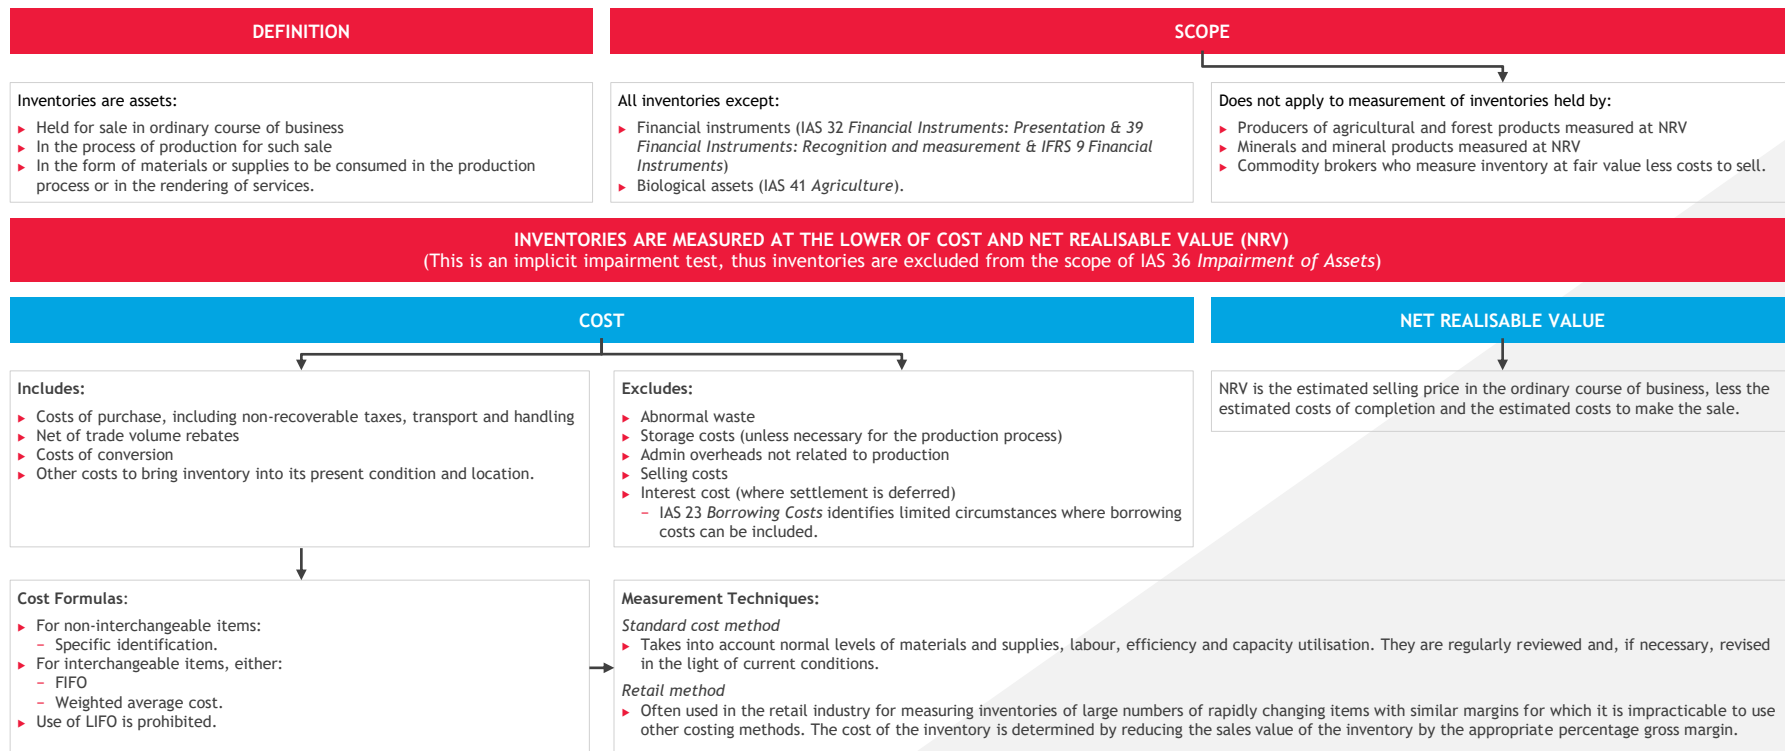 DEFINITION
SCOPE
Inventories are assets:
► Held for sale in ordinary course of business
► In the process of production for such sale
► In the form of materials or supplies to be consumed in the production
process or in the rendering of services.
All inventories except:
► Financial instruments (IAS 32 Financial Instruments: Presentation & 39
Financial Instruments: Recognition and measurement & IFRS 9 Financial
Instruments)
► Biological assets (IAS 41 Agriculture).
Does not apply to measurement of inventories held by:
► Producers of agricultural and forest products measured at NRV
► Minerals and mineral products measured at NRV
► Commodity brokers who measure inventory at fair value less costs to sell.
INVENTORIES ARE MEASURED AT THE LOWER OF COST AND NET REALISABLE VALUE (NRV)
(This is an implicit impairment test, thus inventories are excluded from the scope of IAS 36 Impairment of Assets)
COST
NET REALISABLE VALUE
Includes:
► Costs of purchase, including non-recoverable taxes, transport and handling
► Net of trade volume rebates
► Costs of conversion
► Other costs to bring inventory into its present condition and location.
Excludes:
► Abnormal waste
► Storage costs (unless necessary for the production process)
► Admin overheads not related to production
► Selling costs
► Interest cost (where settlement is deferred)
− IAS 23 Borrowing Costs identifies limited circumstances where borrowing
costs can be included.
NRV is the estimated selling price in the ordinary course of business, less the
estimated costs of completion and the estimated costs to make the sale.
Cost Formulas:
► For non-interchangeable items:
− Specific identification.
► For interchangeable items, either:
− FIFO
− Weighted average cost.
► Use of LIFO is prohibited.
Measurement Techniques:
Standard cost method
► Takes into account normal levels of materials and supplies, labour, efficiency and capacity utilisation. They are regularly reviewed and, if necessary, revised
in the light of current conditions.
Retail method
► Often used in the retail industry for measuring inventories of large numbers of rapidly changing items with similar margins for which it is impracticable to use
other costing methods. The cost of the inventory is determined by reducing the sales value of the inventory by the appropriate percentage gross margin.